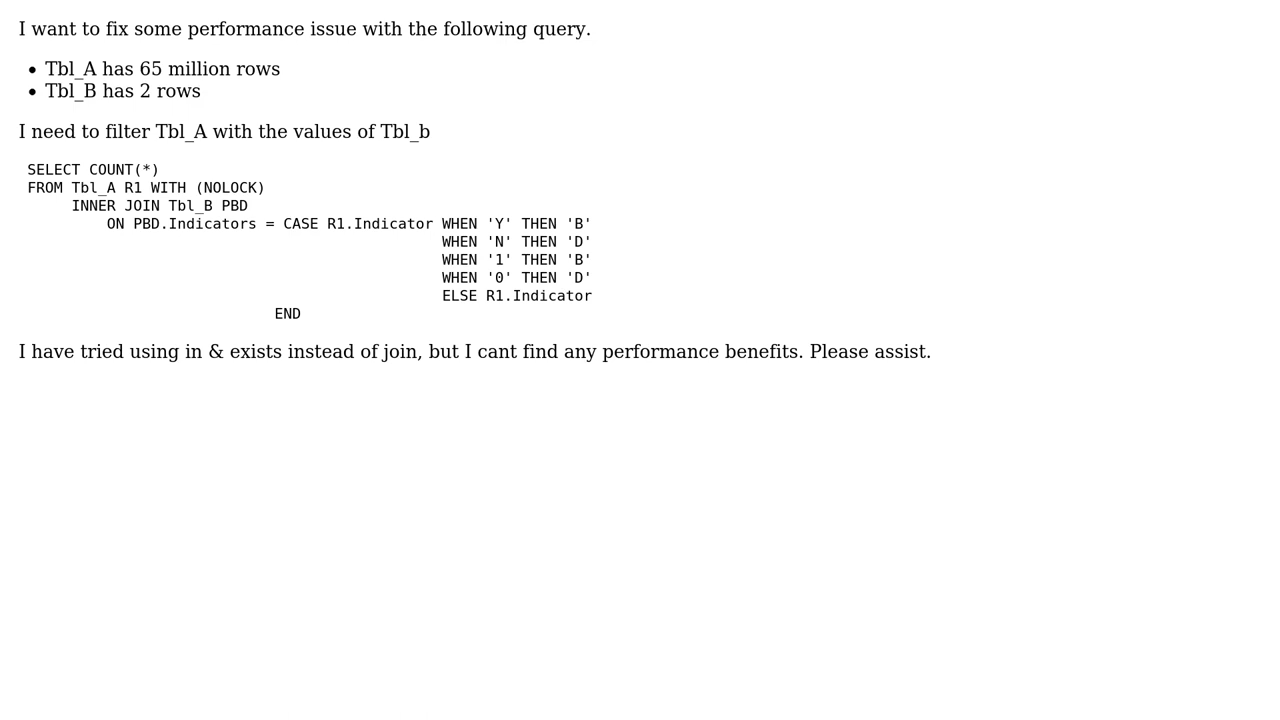 I want to fix some performance issue with the following query.
• Tbl_A has 65 million rows
• Tbl_B has 2 rows
I need to filter Tbl_A with the values of Tbl_b
SELECT COUNT(*)
FROM Tbl_A R1 WITH (NOLOCK)
     INNER JOIN Tbl_B PBD
         ON PBD.Indicators = CASE R1.Indicator WHEN 'Y' THEN 'B'
                                               WHEN 'N' THEN 'D'
                                               WHEN '1' THEN 'B'
                                               WHEN '0' THEN 'D'
                                               ELSE R1.Indicator
                            END
I have tried using in & exists instead of join, but I cant find any performance benefits. Please assist.